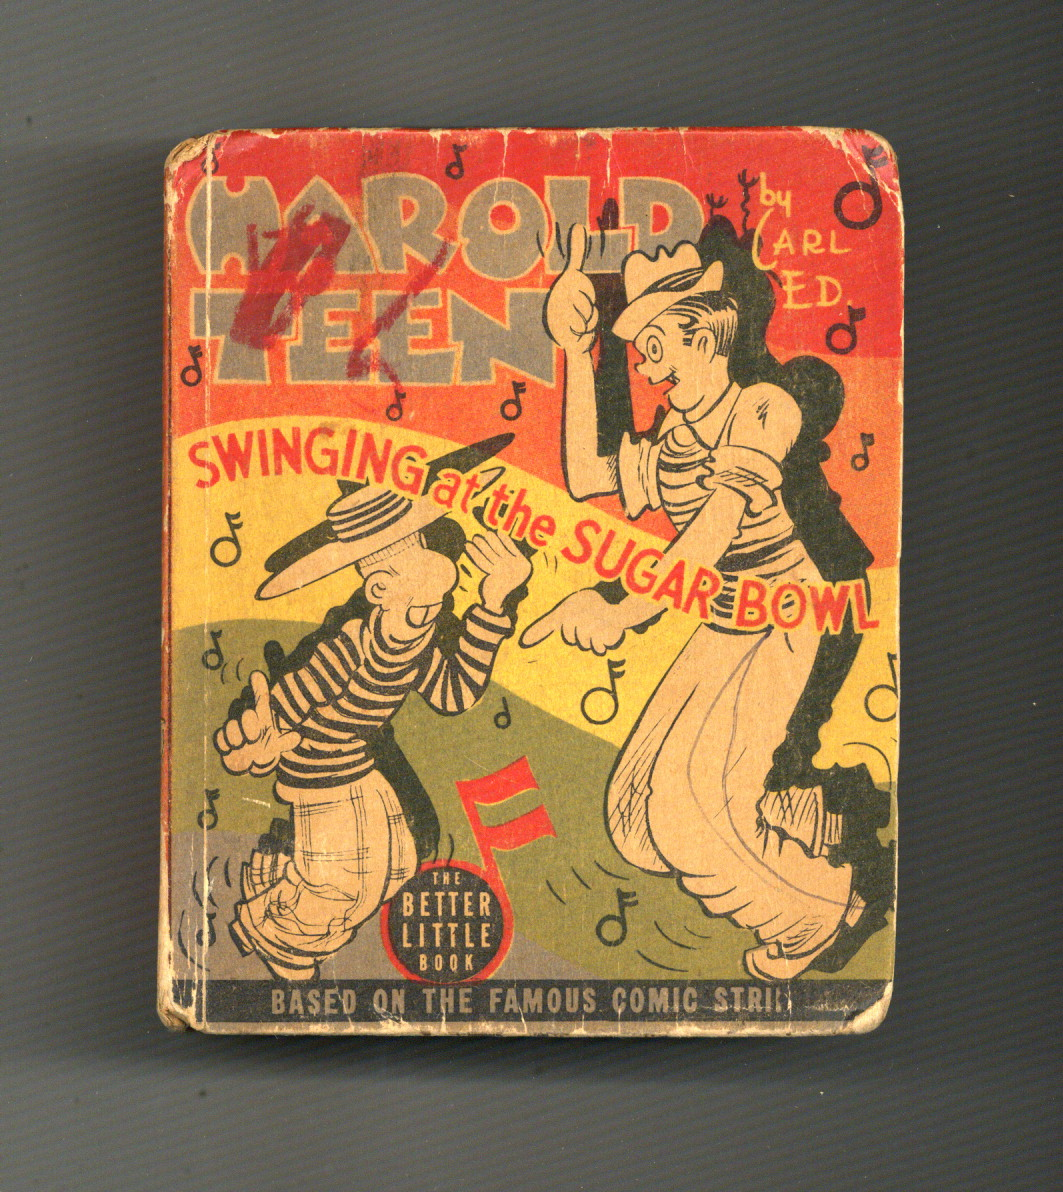 HAROLD
TEEN
by
CARL
ED.
SWINGING at the SUGAR BOWL
THE
BETTER
LITTLE
BOOK
BASED ON THE FAMOUS COMIC STRIP